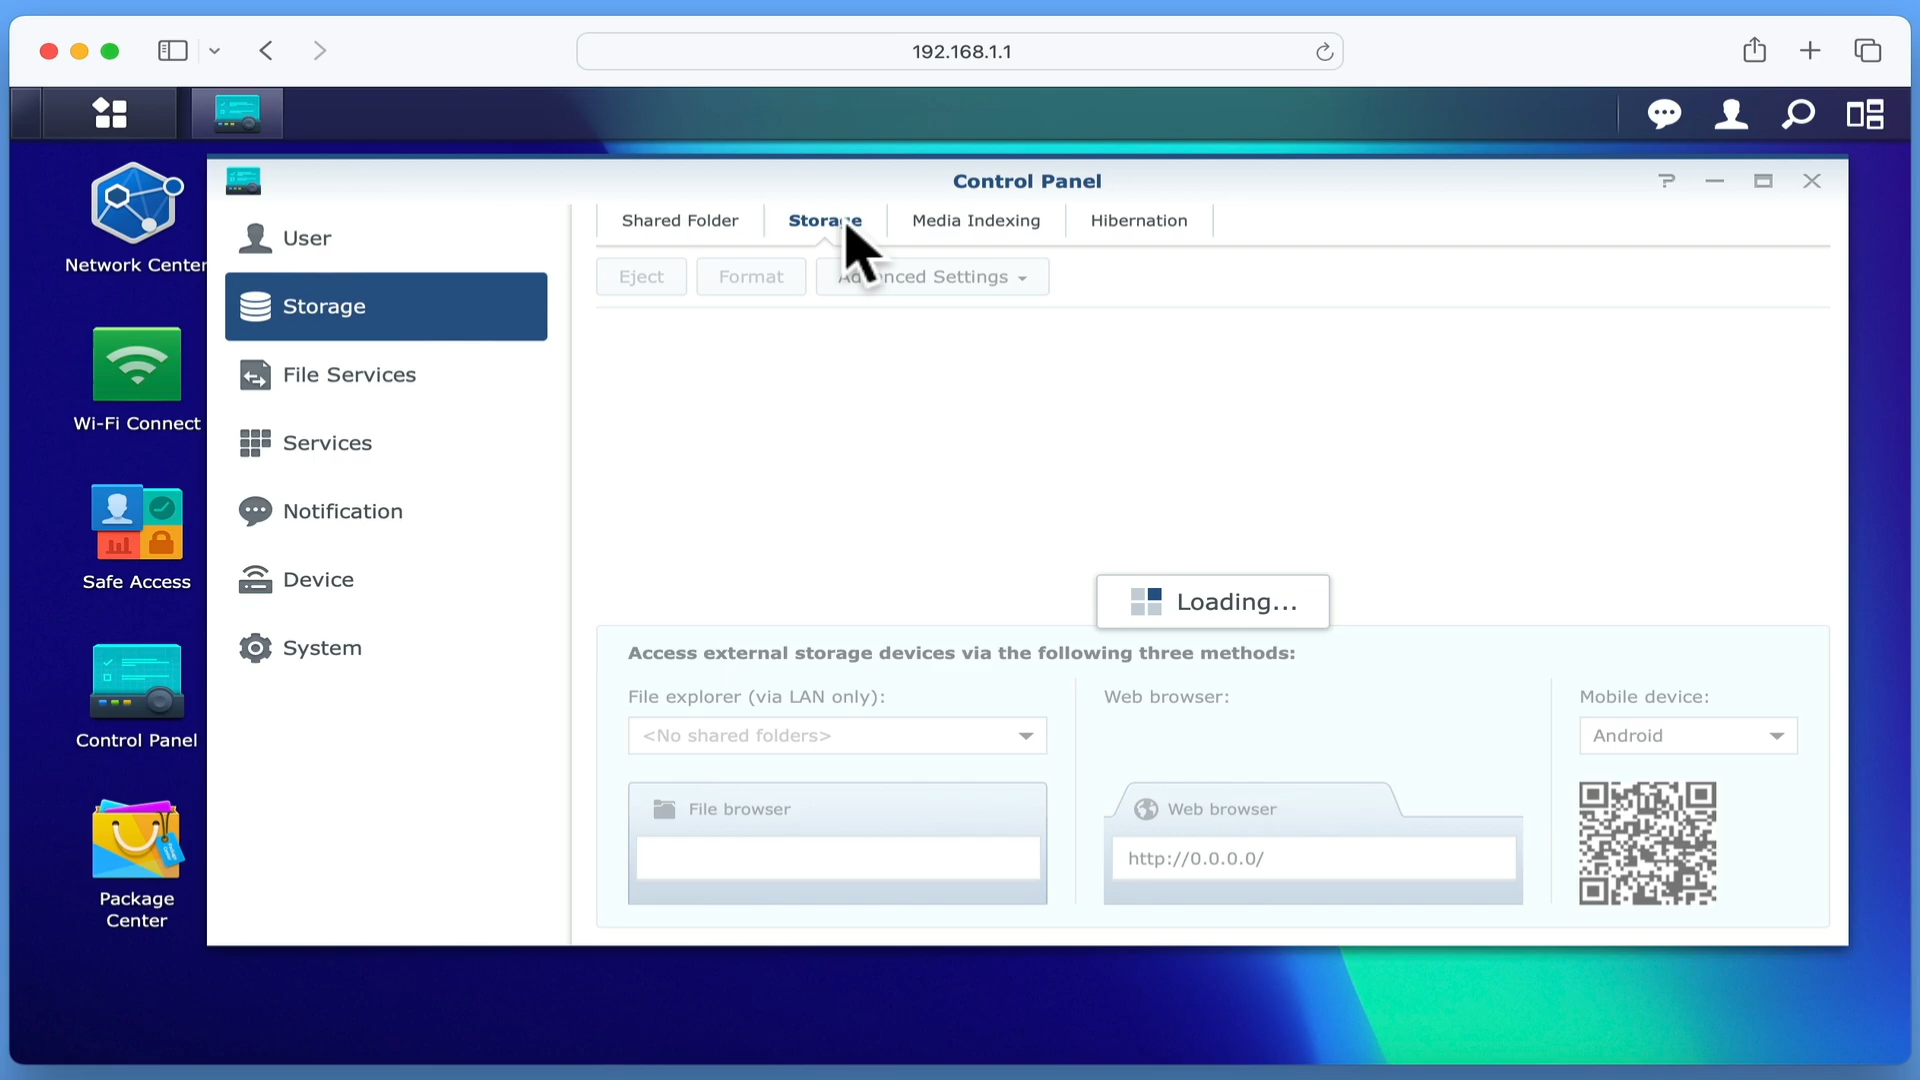 192.168.1.1
Control Panel
Network Center
Wi-Fi Connect
Safe Access
Control Panel
Package
Center
User
Storage
File Services
Services
Notification
Device
System
Shared Folder
Storage
Media Indexing
Hibernation
Eject
Format
Advanced Settings
Loading...
Access external storage devices via the following three methods:
File explorer (via LAN only):
<No shared folders>
File browser
Web browser:
Web browser
http://0.0.0.0/
Mobile device:
Android